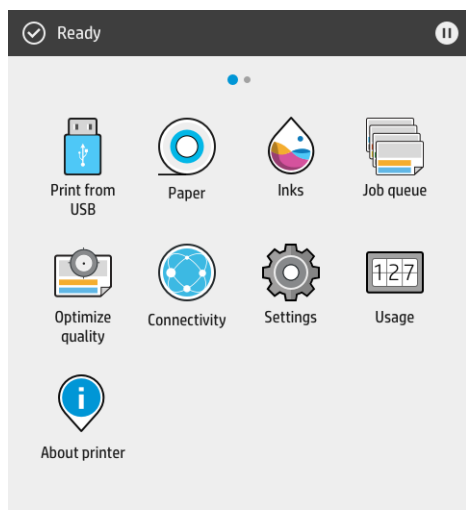 Ready
Print from
USB
Paper
Inks
Job queue
Optimize
quality
Connectivity
Settings
127
Usage
i
About printer